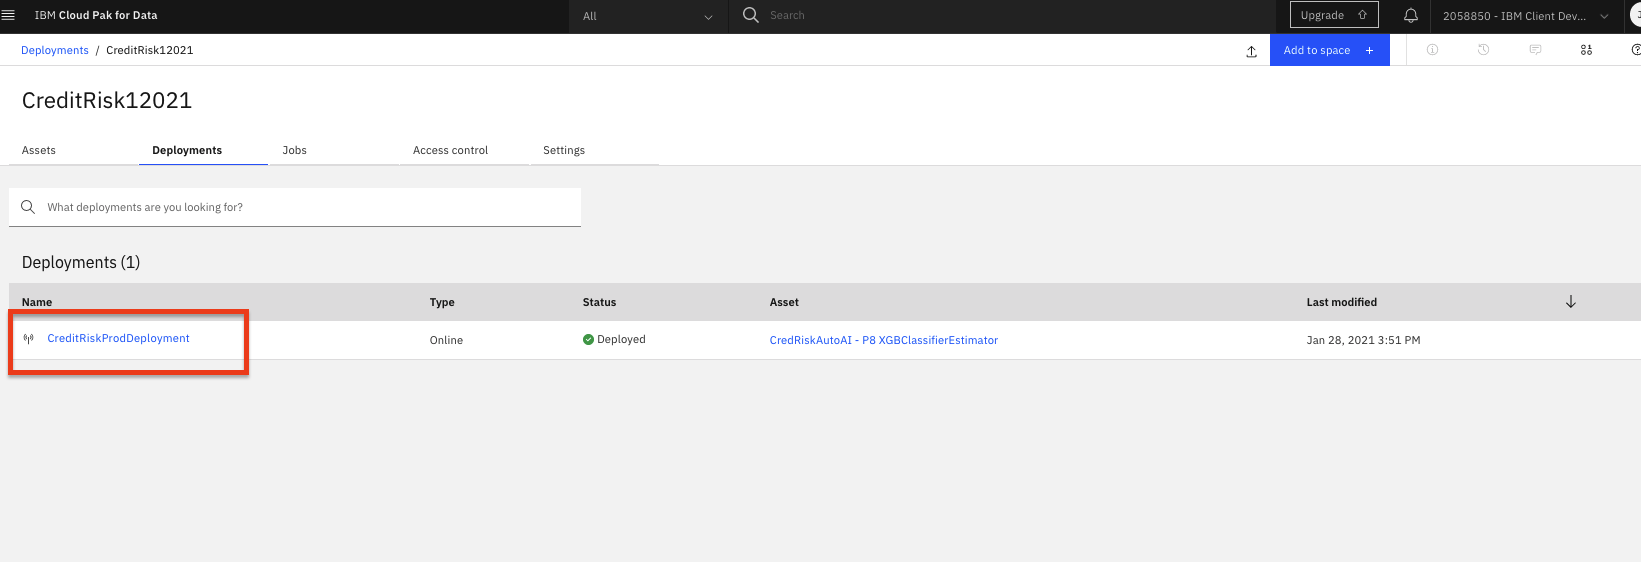 IBM Cloud Pak for Data All Search Upgrade 2058850 - IBM Client Dev...
Deployments / CreditRisk12021 Add to space +
CreditRisk12021
Assets Deployments Jobs Access control Settings
What deployments are you looking for?
Deployments (1)
Name Type Status Asset Last modified
CreditRiskProdDeployment Online Deployed CredRiskAutoAI - P8 XGBClassifierEstimator Jan 28, 2021 3:51 PM